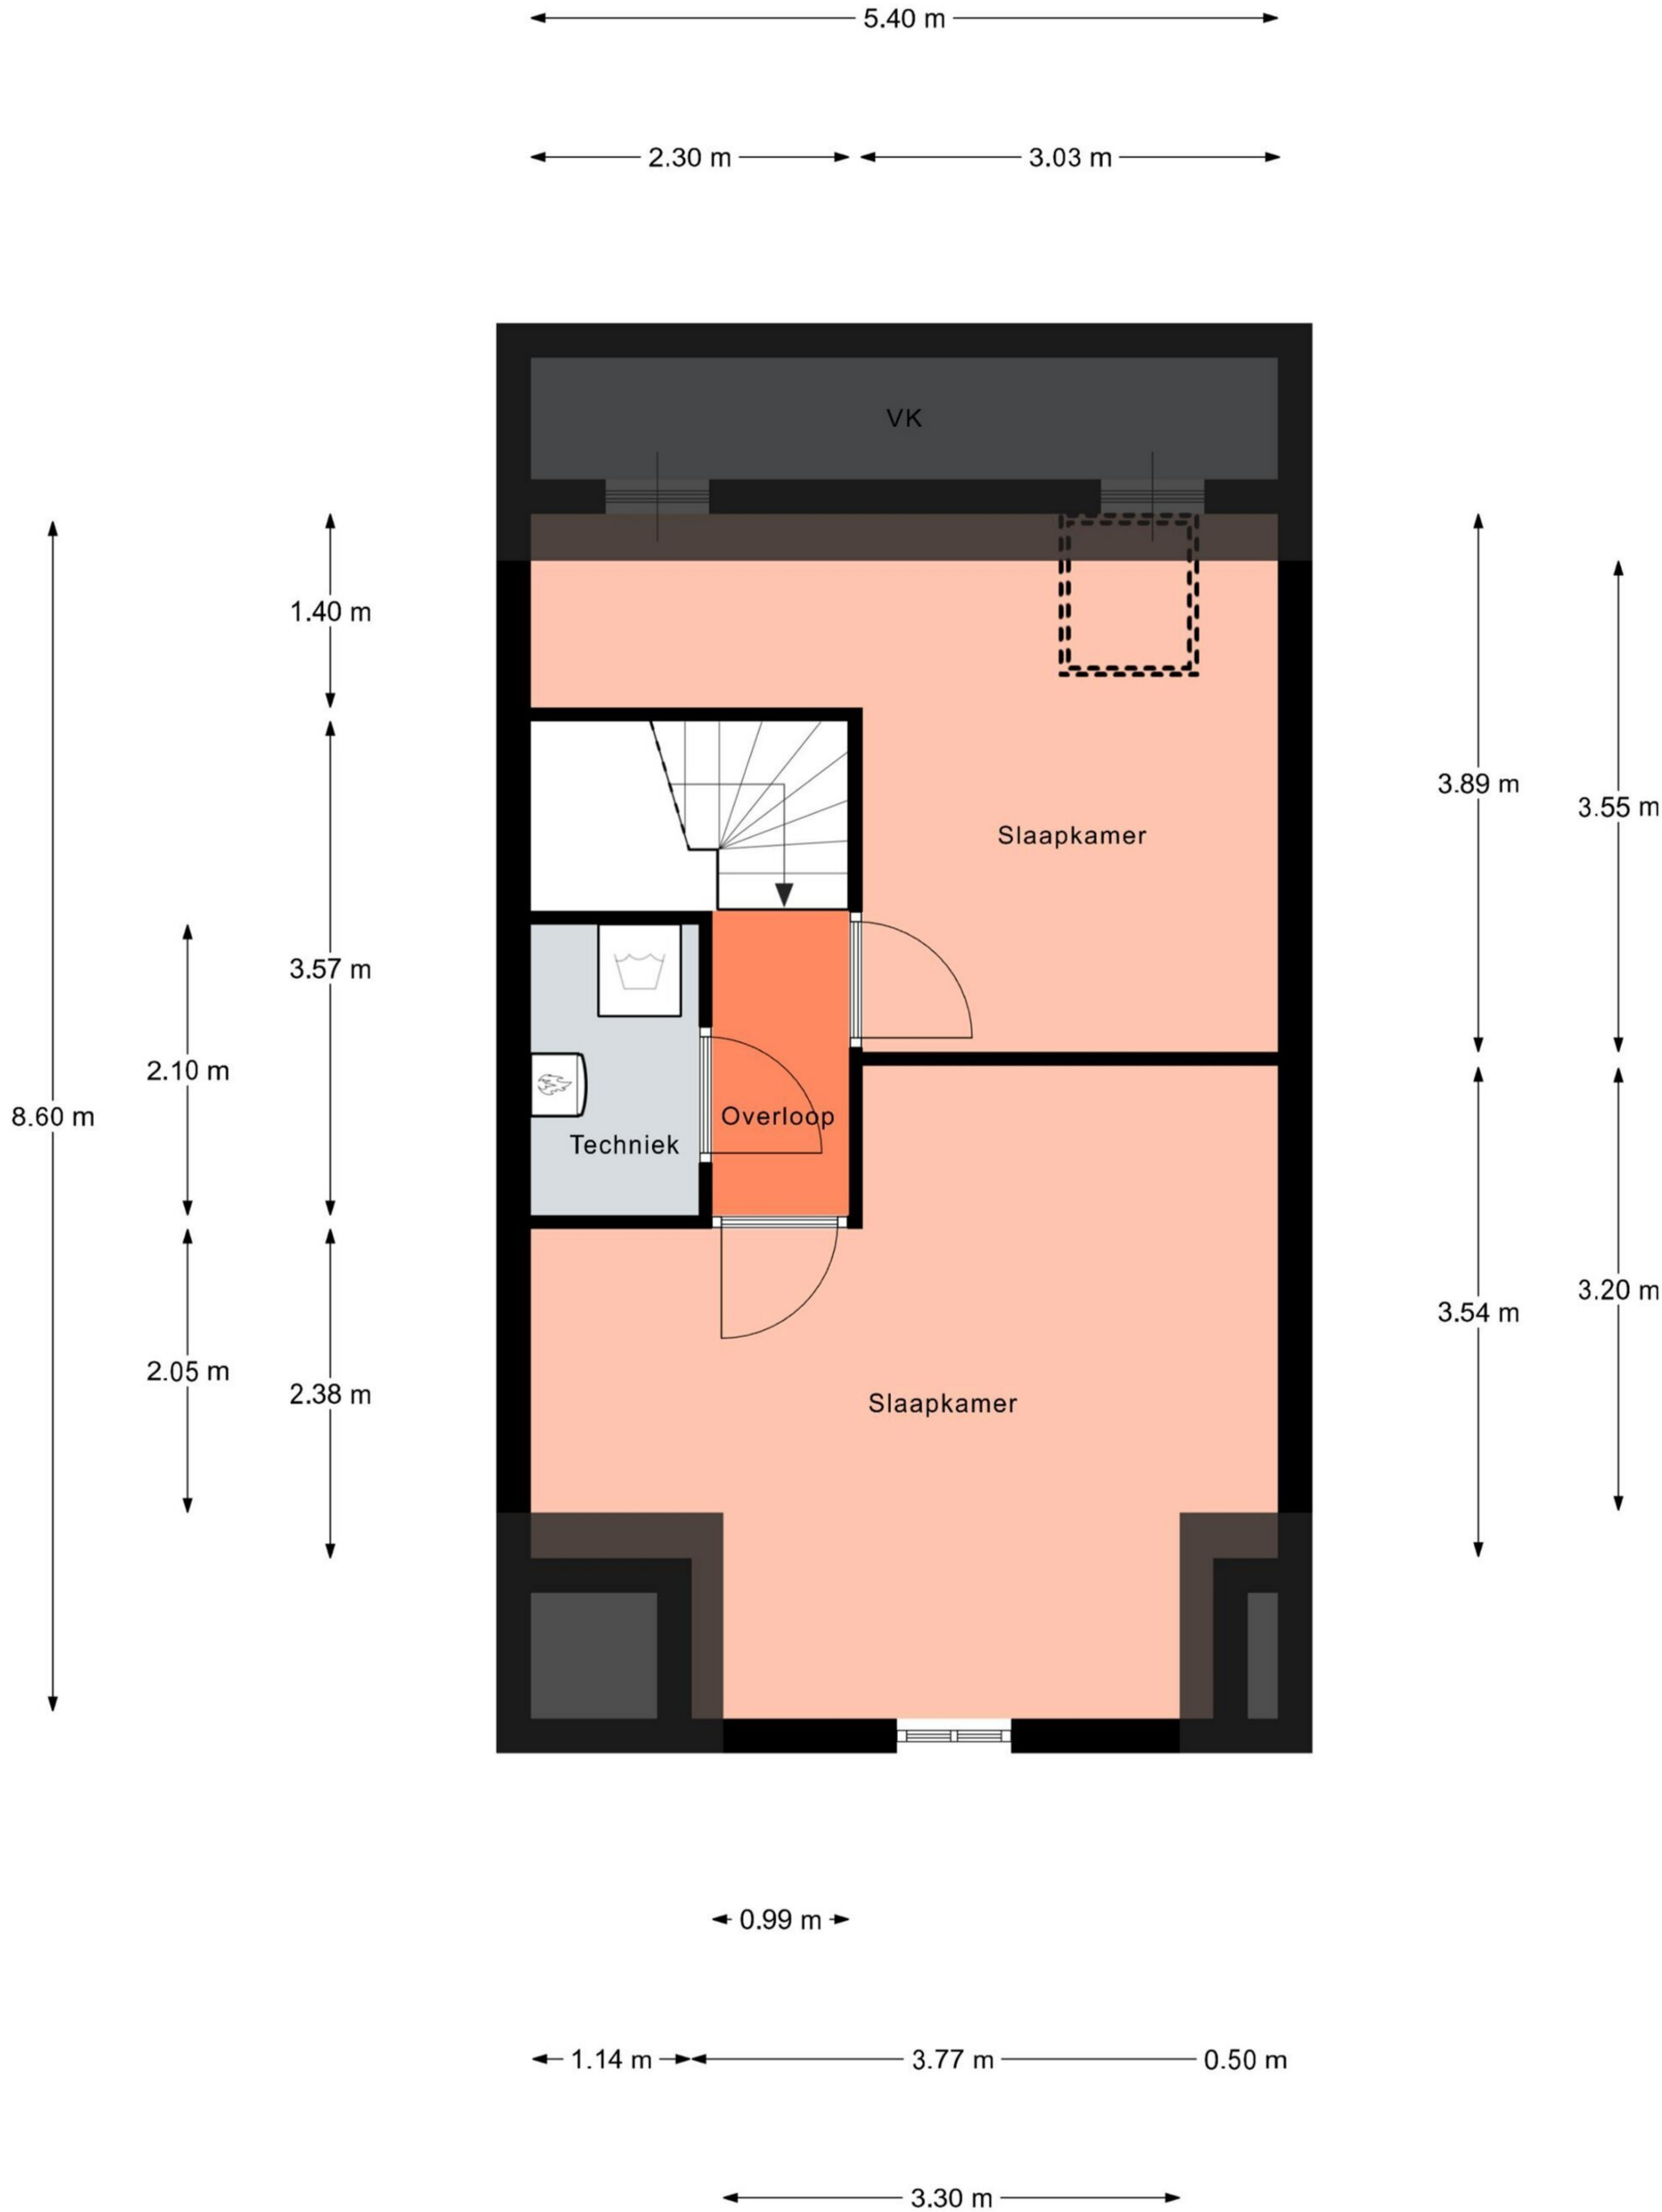 5.40 m
2.30 m
3.03 m
VK
1.40 m
3.89 m
3.55 m
Slaapkamer
3.57 m
2.10 m
8.60 m
Overloop
Techniek
3.20 m
3.54 m
2.05 m
2.38 m
Slaapkamer
0.99 m
1.14 m
3.77 m
0.50 m
3.30 m